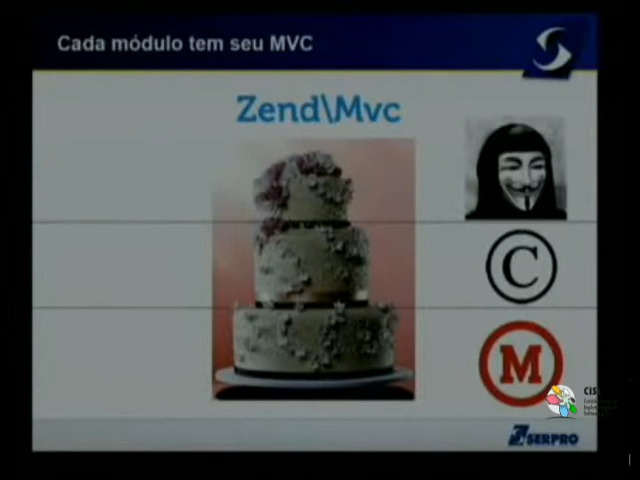 Cada módulo tem seu MVC
Zend\Mvc
C
M
CIS
SERPRO